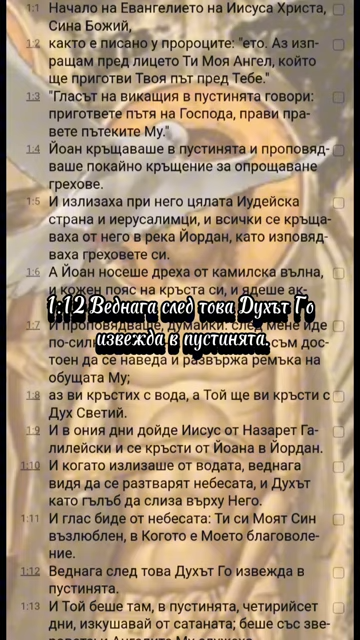 1:1 Начало на Евангелието на Иисуса Христа,
Сина Божий,
1:2 както е писано у пророците: "ето. Аз изп-
ращам пред лицето Ти Моя Ангел, който
ще приготви Твоя път пред Тебе."
1:3 "Гласът на викащия в пустинята говори:
пригответе пътя на Господа, прави пра-
вете пътеките Му."
1:4 Йоан кръщаваше в пустинята и проповяд-
ваше покайно кръщение за опрощаване
грехове.
1:5 И излизаха при него цялата Иудейска
страна и иерусалимци, и всички се кръща-
ваха от него в река Йордан, като изповяд-
ваха греховете си.
1:6 А Йоан носеше дреха от камилска вълна,
и кожен пояс на кръста си, и ядеше ак-
1:12 Веднага след това Духът Го
извежда в пустинята,
1:7 И проповядваше, думайки: след мене иде
по-сил съм дос-
тоен да се наведа и развържа ремъка на
обущата Му;
1:8 аз ви кръстих с вода, а Той ще ви кръсти с
Дух Светий.
1:9 И в ония дни дойде Иисус от Назарет Га-
лилейски и се кръсти от Йоана в Йордан.
1:10 И когато излизаше от водата, веднага
видя да се разтварят небесата, и Духът
като гълъб да слиза върху Него.
1:11 И глас биде от небесата: Ти си Моят Син
възлюблен, в Когото е Моето благоволе-
ние.
1:12 Веднага след това Духът Го извежда в
пустинята.
1:13 И Той беше там, в пустинята, четирийсет
дни, изкушавай от сатаната; беше със зве-